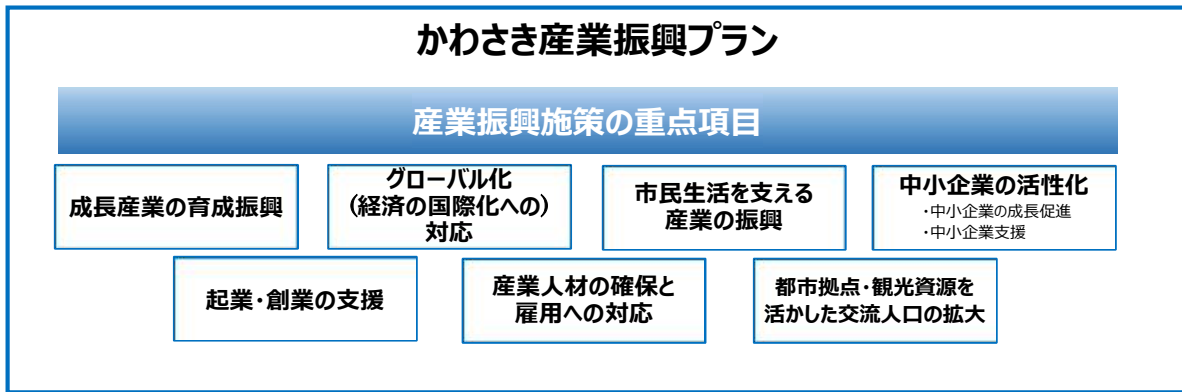 かわさき産業振興プラン
産業振興施策の重点項目
成長産業の育成振興
グローバル化
(経済の国際化への)
対応
市民生活を支える
産業の振興
中小企業の活性化
・中小企業の成長促進
・中小企業支援
起業・創業の支援
産業人材の確保と
雇用への対応
都市拠点・観光資源を
活かした交流人口の拡大